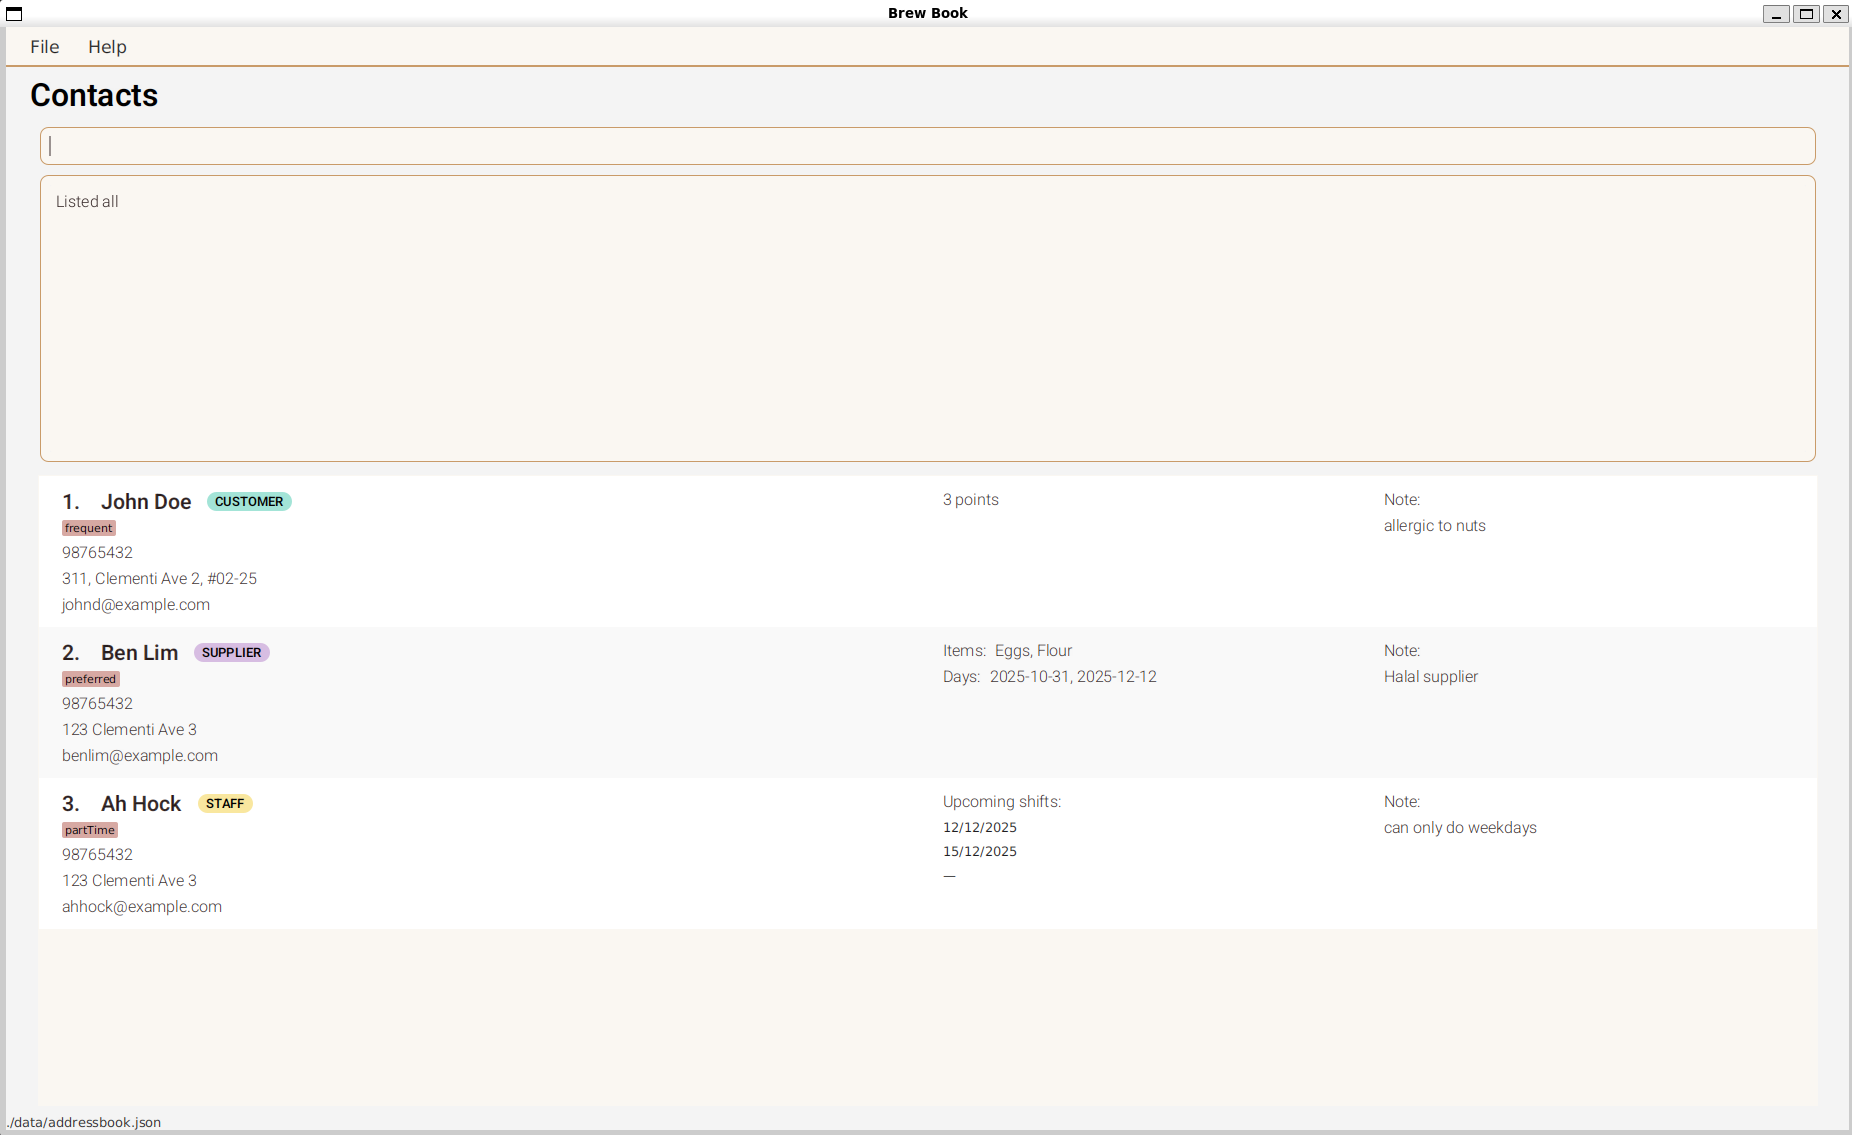 Brew Book
File Help
Contacts
Listed all
1. John Doe CUSTOMER
frequent
98765432
311, Clementi Ave 2, #02-25
johnd@example.com
3 points
Note:
allergic to nuts
2. Ben Lim SUPPLIER
preferred
98765432
123 Clementi Ave 3
benlim@example.com
Items: Eggs, Flour
Days: 2025-10-31, 2025-12-12
Note:
Halal supplier
3. Ah Hock STAFF
partTime
98765432
123 Clementi Ave 3
ahhock@example.com
Upcoming shifts:
12/12/2025
15/12/2025
—
Note:
can only do weekdays
./data/addressbook.json